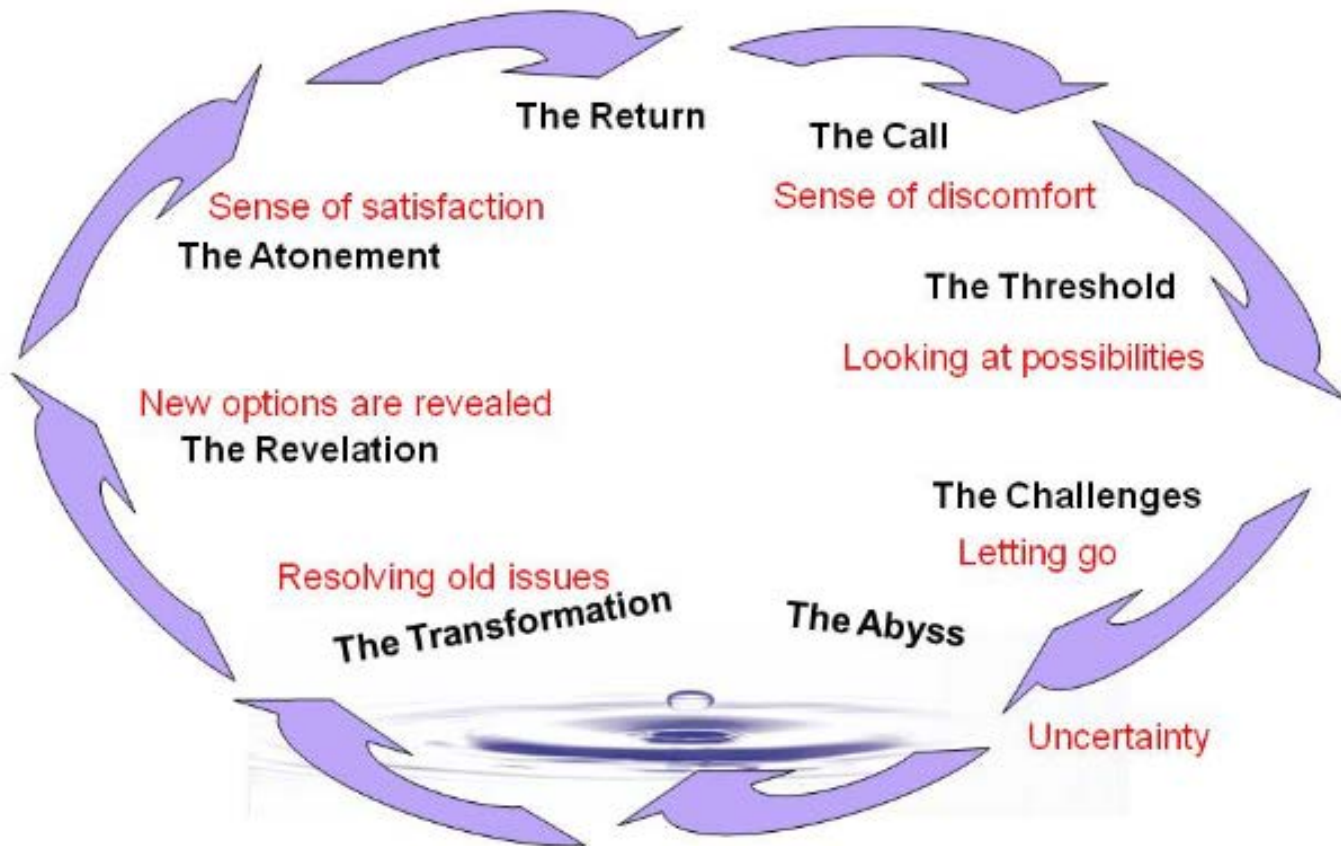 The Return
The Call
Sense of discomfort
The Threshold
Looking at possibilities
The Challenges
Letting go
The Abyss
Uncertainty
Resolving old issues
The Transformation
New options are revealed
The Revelation
Sense of satisfaction
The Atonement